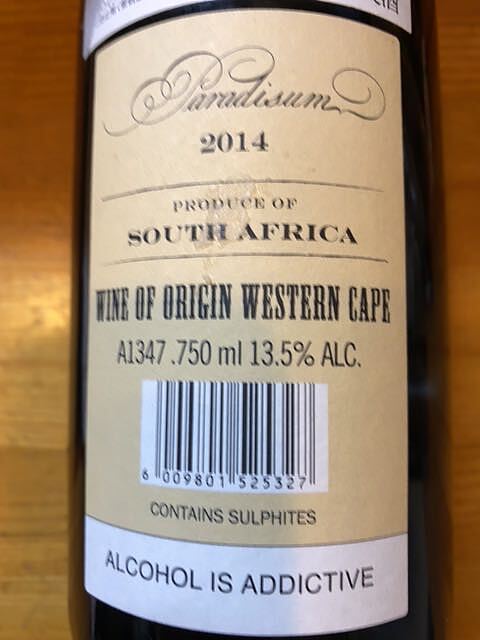 Paradisum
2014
PRODUCE OF
SOUTH AFRICA
WINE OF ORIGIN WESTERN CAPE
A1347 .750 ml 13.5% ALC.
6 009801 525327
CONTAINS SULPHITES
ALCOHOL IS ADDICTIVE